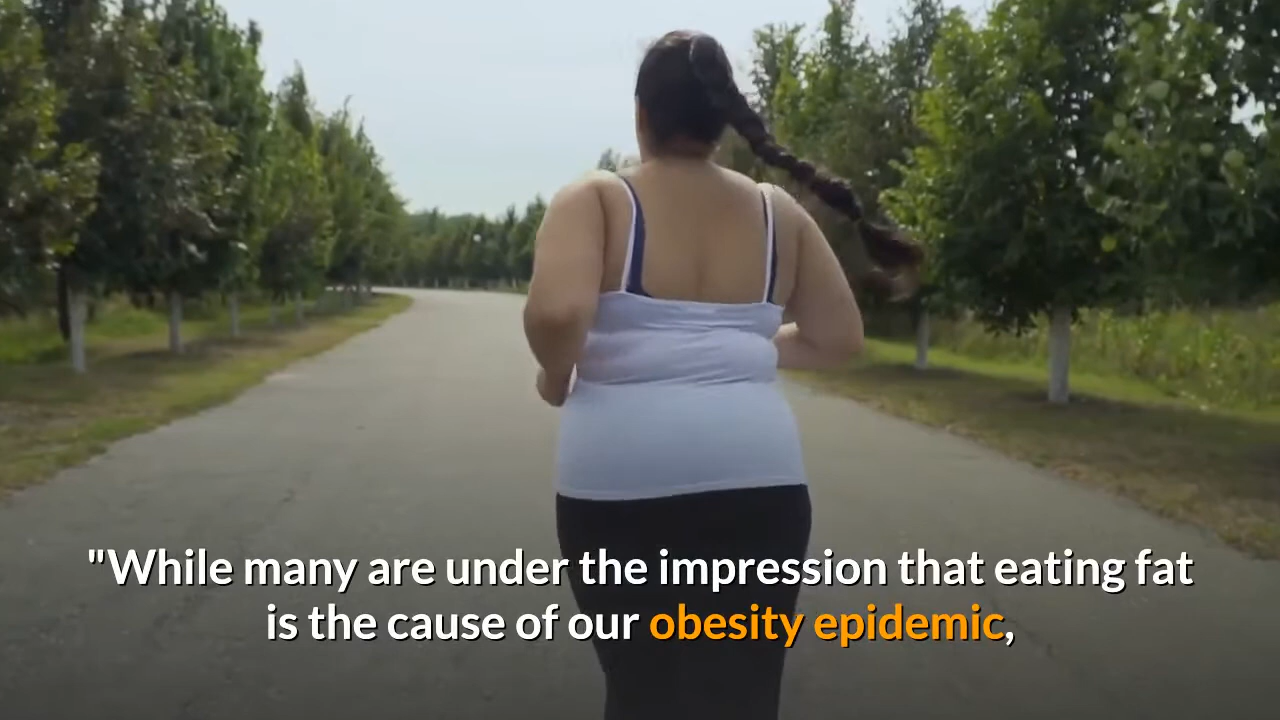 "While many are under the impression that eating fat
is the cause of our obesity epidemic,